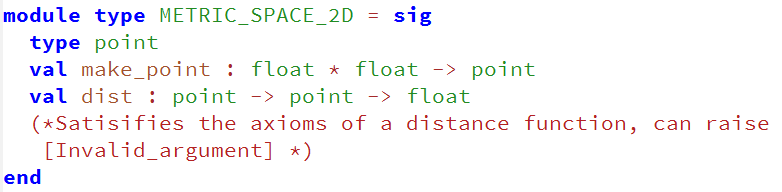 module type METRIC_SPACE_2D = sig
type point
val make_point : float * float -> point
val dist : point -> point -> float
(*Satisifies the axioms of a distance function, can raise
[Invalid_argument] *)
end